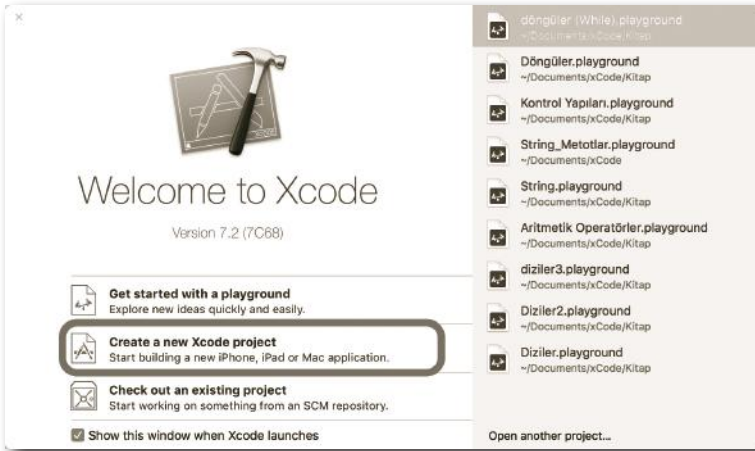 Welcome to Xcode
Version 7.2 (7C68)
Get started with a playground
Explore new ideas quickly and easily.
Create a new Xcode project
Start building a new iPhone, iPad or Mac application.
Check out an existing project
Start working on something from an SCM repository.
Show this window when Xcode launches
döngüler (While).playground
~/Documents/xCode/Kitap
Döngüler.playground
~/Documents/xCode/Kitap
Kontrol Yapıları.playground
~/Documents/xCode/Kitap
String_Metotlar.playground
~/Documents/xCode
String.playground
~/Documents/xCode/Kitap
Aritmetik Operatörler.playground
~/Documents/xCode/Kitap
diziler3.playground
~/Documents/xCode/Kitap
Diziler2.playground
~/Documents/xCode/Kitap
Diziler.playground
~/Documents/xCode/Kitap
Open another project...